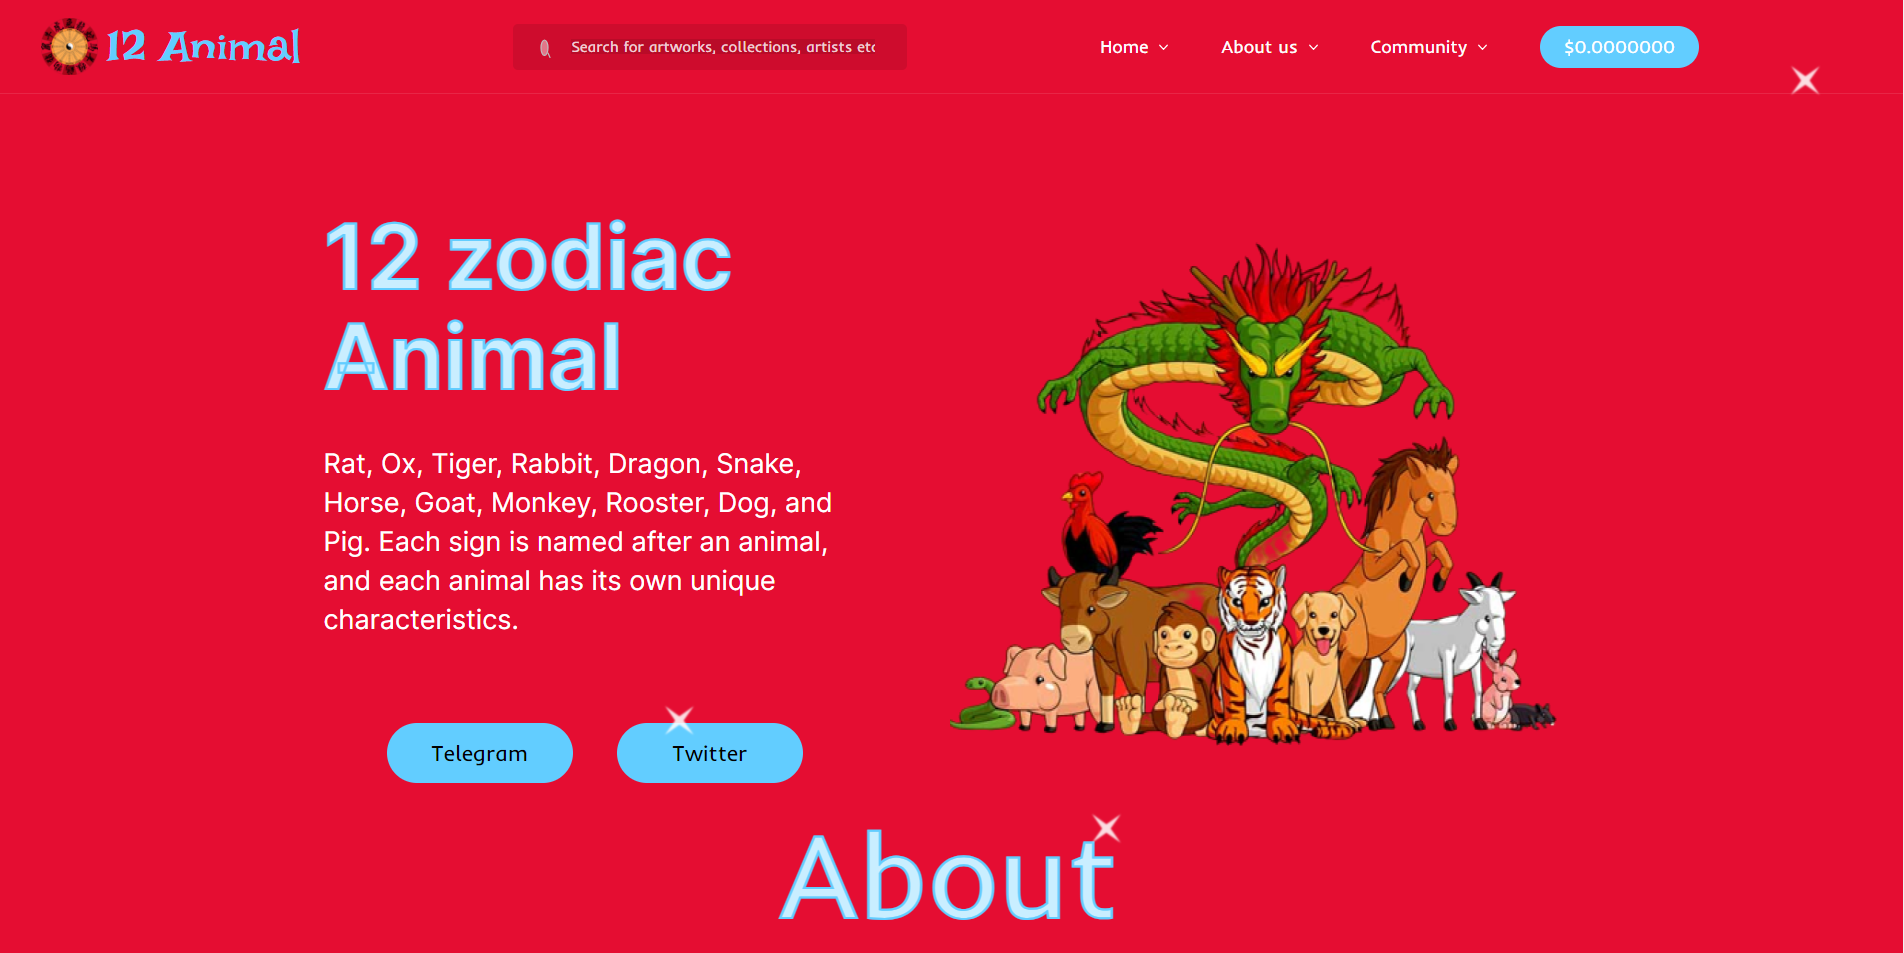 12 Animal
Search for artworks, collections, artists etc
Home
About us
Community
$0.0000000
12 zodiac
Animal
Rat, Ox, Tiger, Rabbit, Dragon, Snake,
Horse, Goat, Monkey, Rooster, Dog, and
Pig. Each sign is named after an animal,
and each animal has its own unique
characteristics.
Telegram
Twitter
About